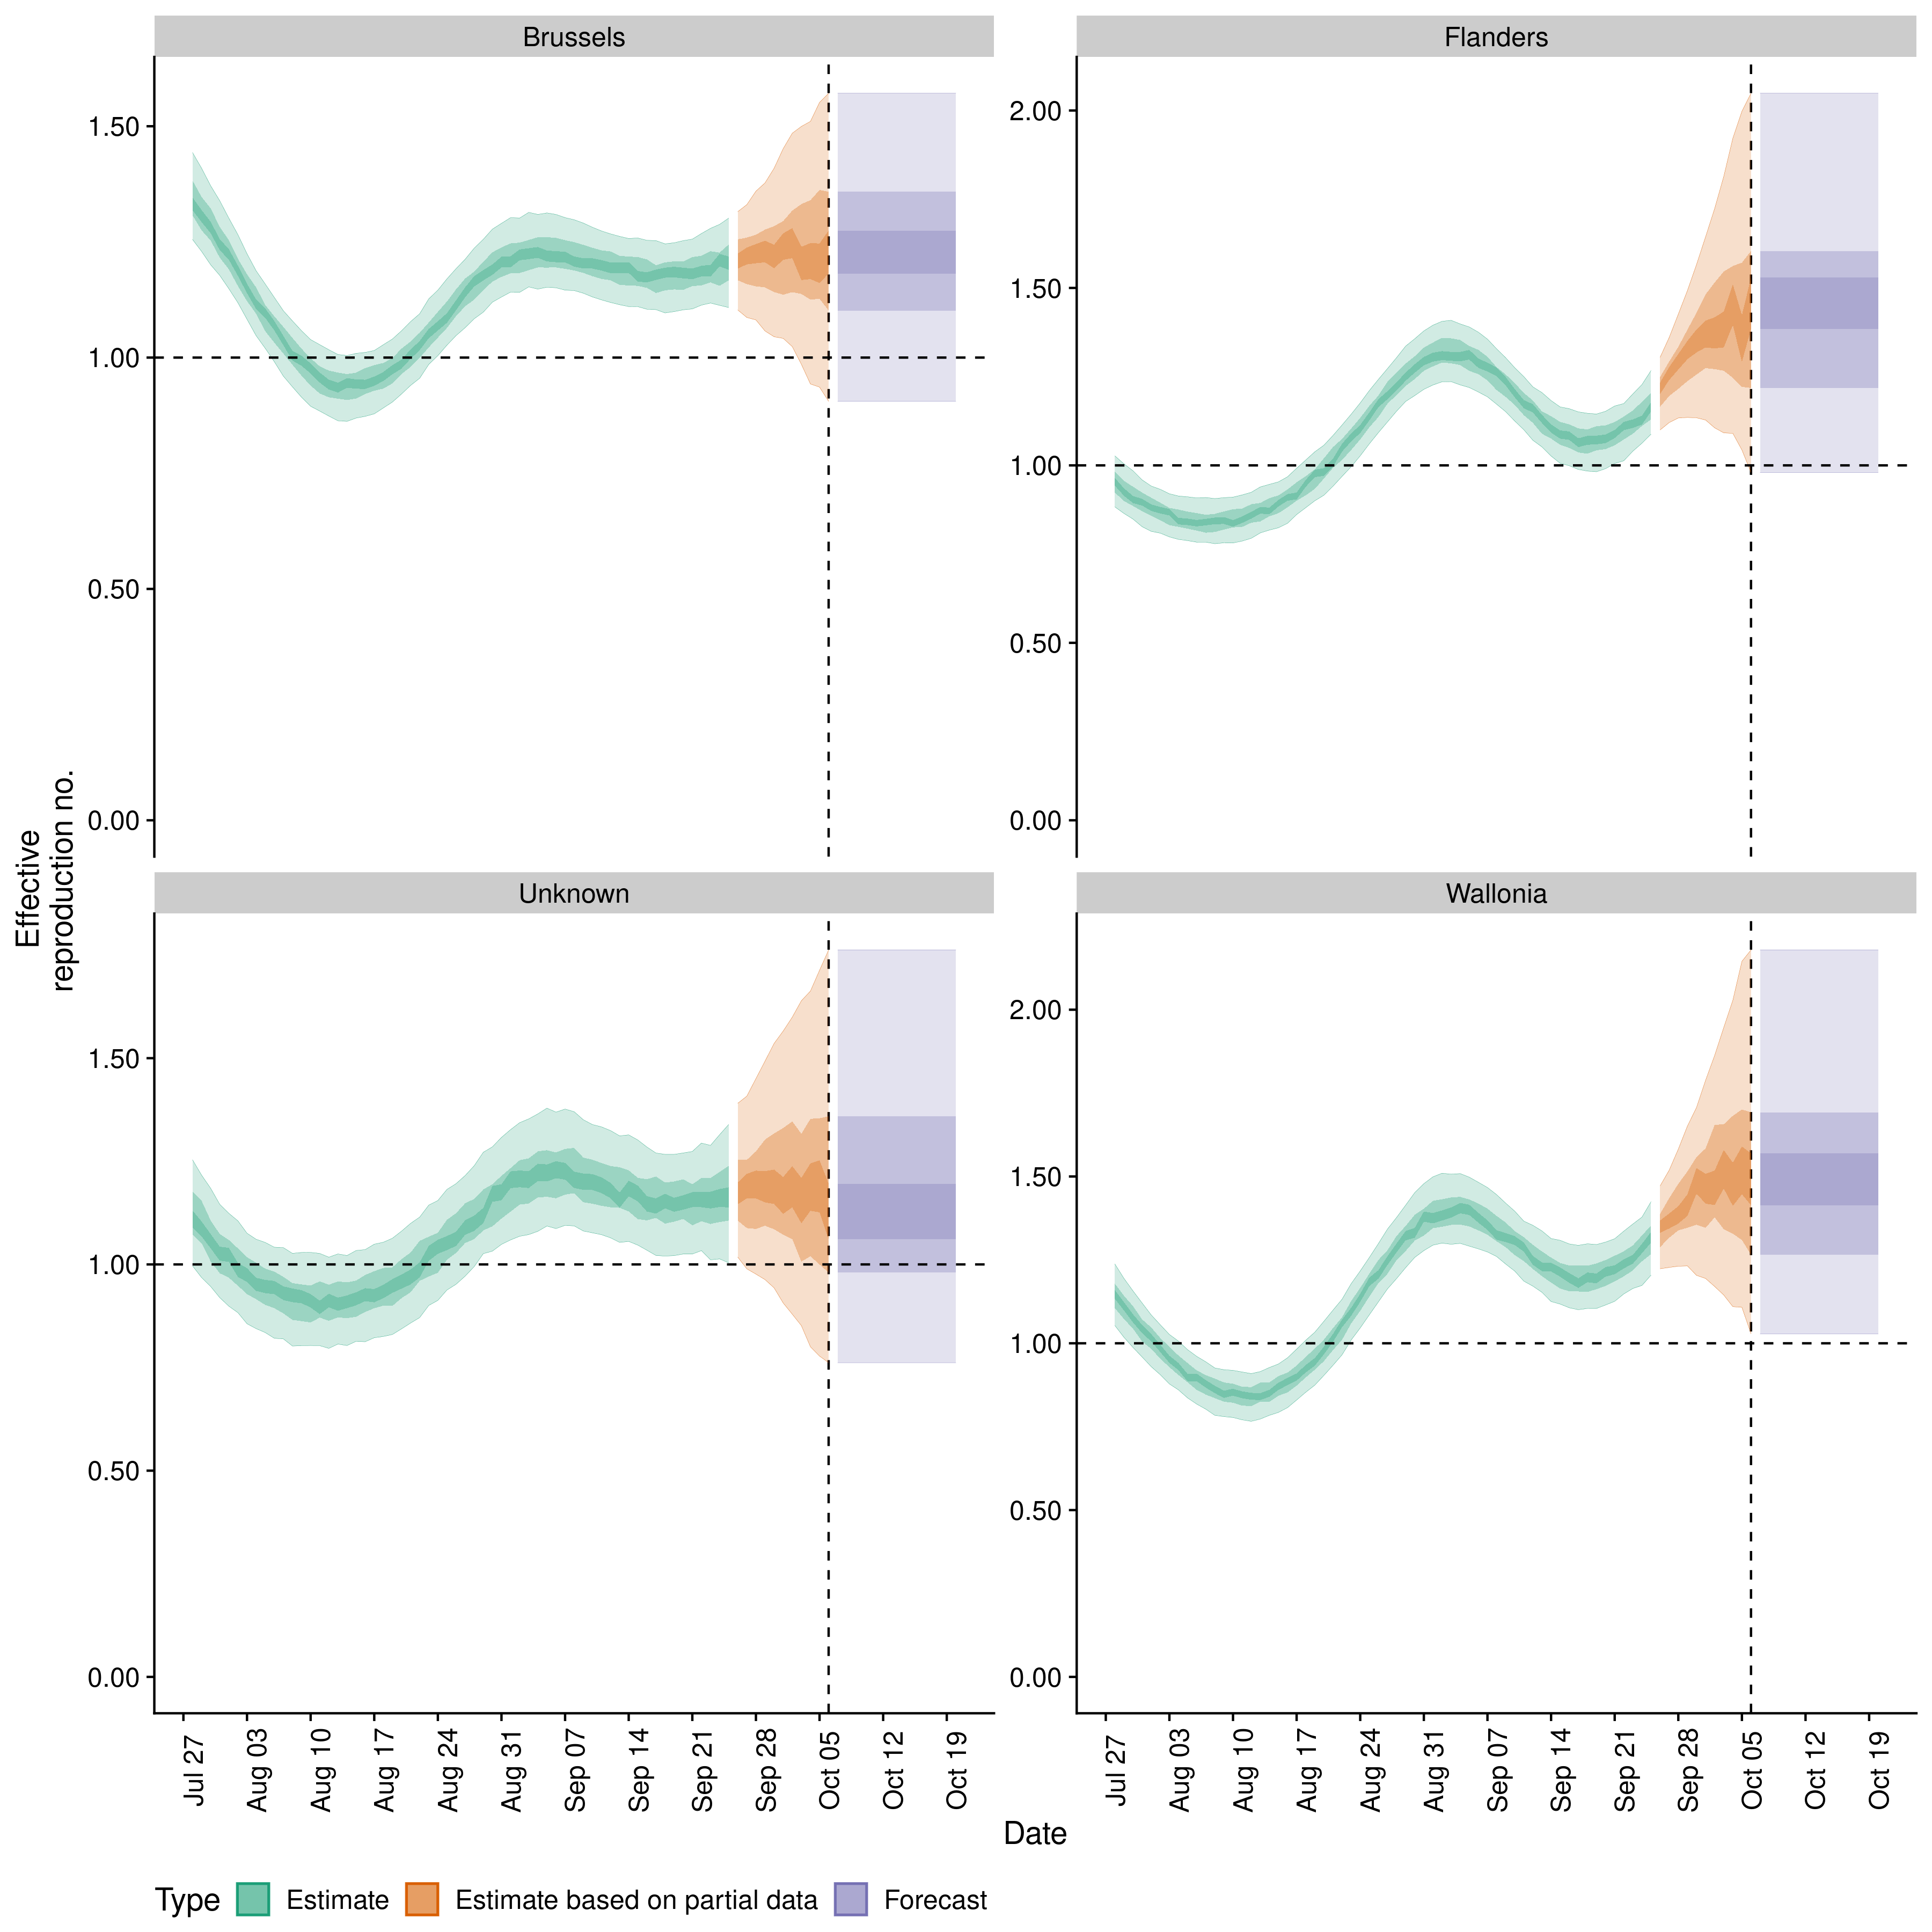 Brussels
Flanders
1.50
1.00
0.50
0.00
2.00
1.50
1.00
0.50
0.00
Effective
reproduction no.
Unknown
Wallonia
1.50
1.00
0.50
0.00
2.00
1.50
1.00
0.50
0.00
Jul 27
Aug 03
Aug 10
Aug 17
Aug 24
Aug 31
Sep 07
Sep 14
Sep 21
Sep 28
Oct 05
Oct 12
Oct 19
Jul 27
Aug 03
Aug 10
Aug 17
Aug 24
Aug 31
Sep 07
Sep 14
Sep 21
Sep 28
Oct 05
Oct 12
Oct 19
Date
Type Estimate Estimate based on partial data Forecast